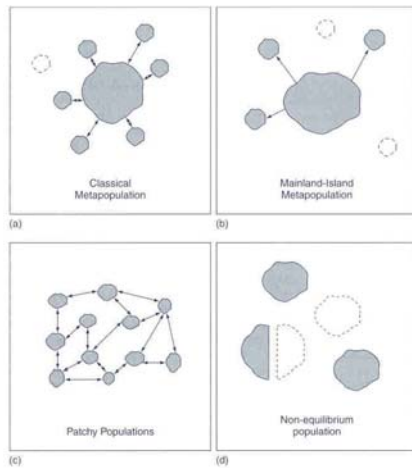 Classical
Metapopulation
(a)
Mainland-Island
Metapopulation
(b)
Patchy Populations
(c)
Non-equilibrium
population
(d)